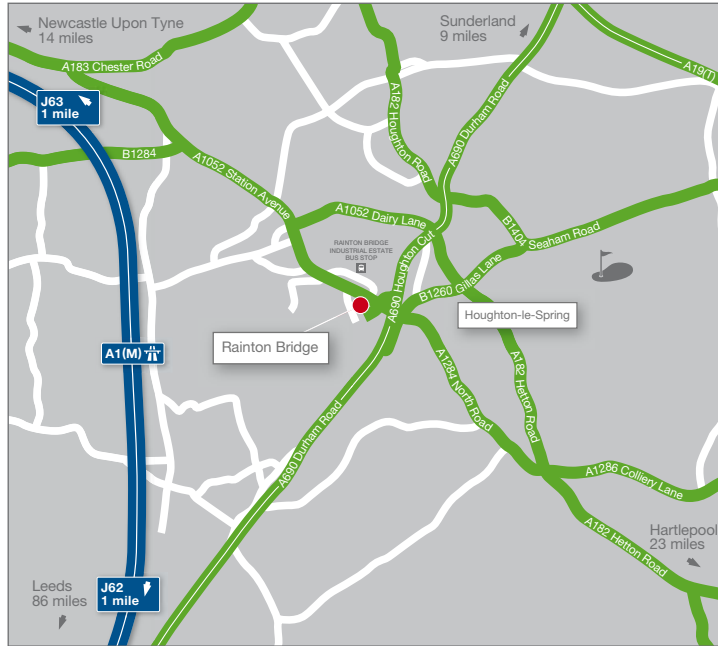 Newcastle Upon Tyne
14 miles
Sunderland
9 miles
A183 Chester Road
A19(T)
J63
1 mile
A182 Houghton Road
A690 Durham Road
B1284
A1052 Station Avenue
A1052 Dairy Lane
B1404
Seaham Road
RAINTON BRIDGE
INDUSTRIAL ESTATE
BUS STOP
A690 Houghton Cut
B1260 Gillas Lane
Houghton-le-Spring
Rainton Bridge
A1(M)
A1284 North Road
A182 Hetton Road
A690 Durham Road
A1286 Colliery Lane
A182 Hetton Road
Hartlepool
23 miles
Leeds
86 miles
J62
1 mile